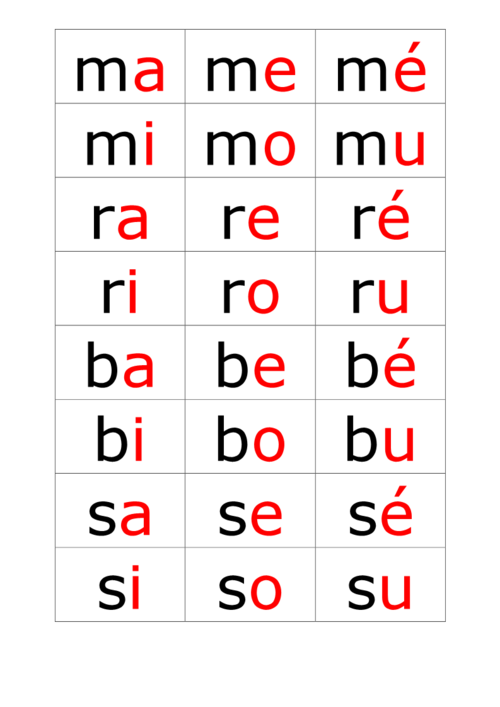 ma me mé
mi mo mu
ra re ré
ri ro ru
ba be bé
bi bo bu
sa se sé
si so su